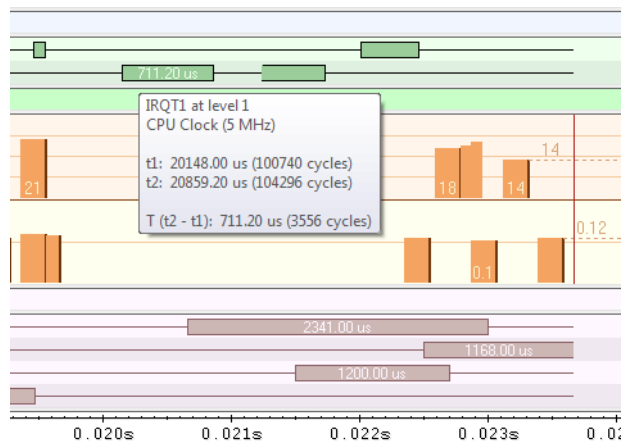 711.20 us
IRQT1 at level 1
CPU Clock (5 MHz)
t1: 20148.00 us (100740 cycles)
t2: 20859.20 us (104296 cycles)
T (t2 - t1): 711.20 us (3556 cycles)
14
21
18
14
0.12
0.1
2341.00 us
1168.00 us
1200.00 us
0.020s 0.021s 0.022s 0.023s 0.02